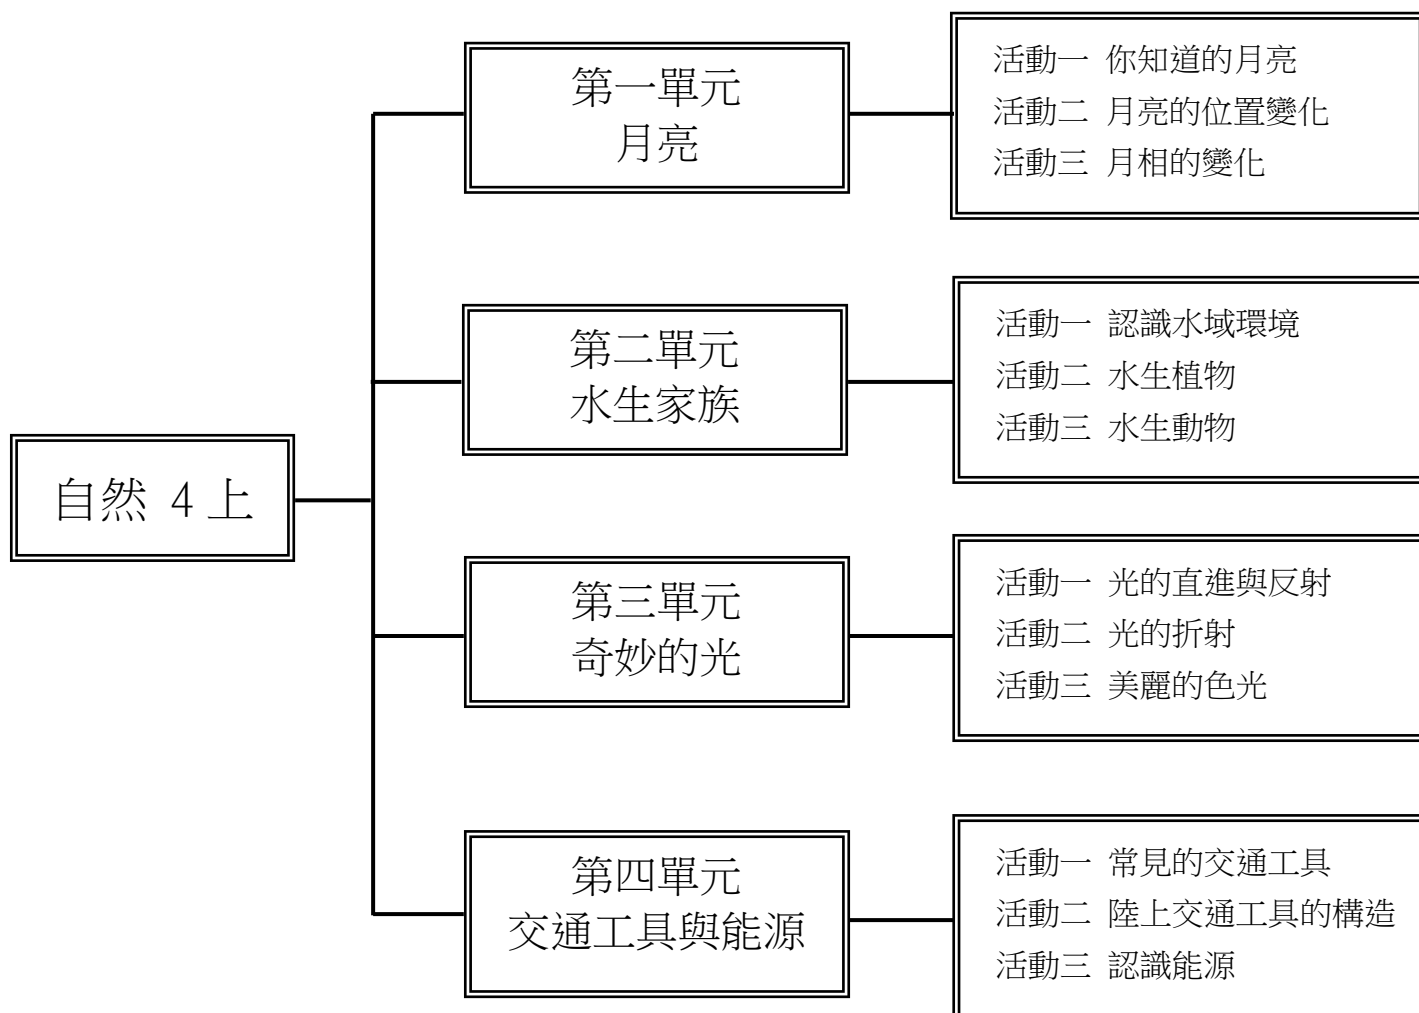 自然 4上
第一單元
月亮
活動一 你知道的月亮
活動二 月亮的位置變化
活動三 月相的變化
第二單元
水生家族
活動一 認識水域環境
活動二 水生植物
活動三 水生動物
第三單元
奇妙的光
活動一 光的直進與反射
活動二 光的折射
活動三 美麗的色光
第四單元
交通工具與能源
活動一 常見的交通工具
活動二 陸上交通工具的構造
活動三 認識能源